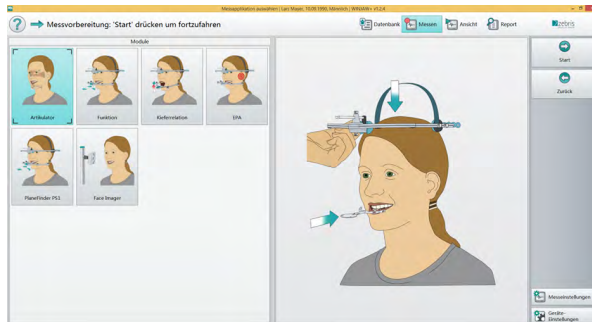 Messapplikation auswählen | Lars Mayer, 10.09.1990, Männlich | WINJAW+ v1.2.4
Messvorbereitung: 'Start' drücken um fortzufahren
Datenbank
Messen
Ansicht
Report
zebris
Module
Artikulator
Funktion
Kieferrelation
EPA
PlaneFinder PS1
Face Imager
Start
Zurück
Messeinstellungen
Geräte-
Einstellungen